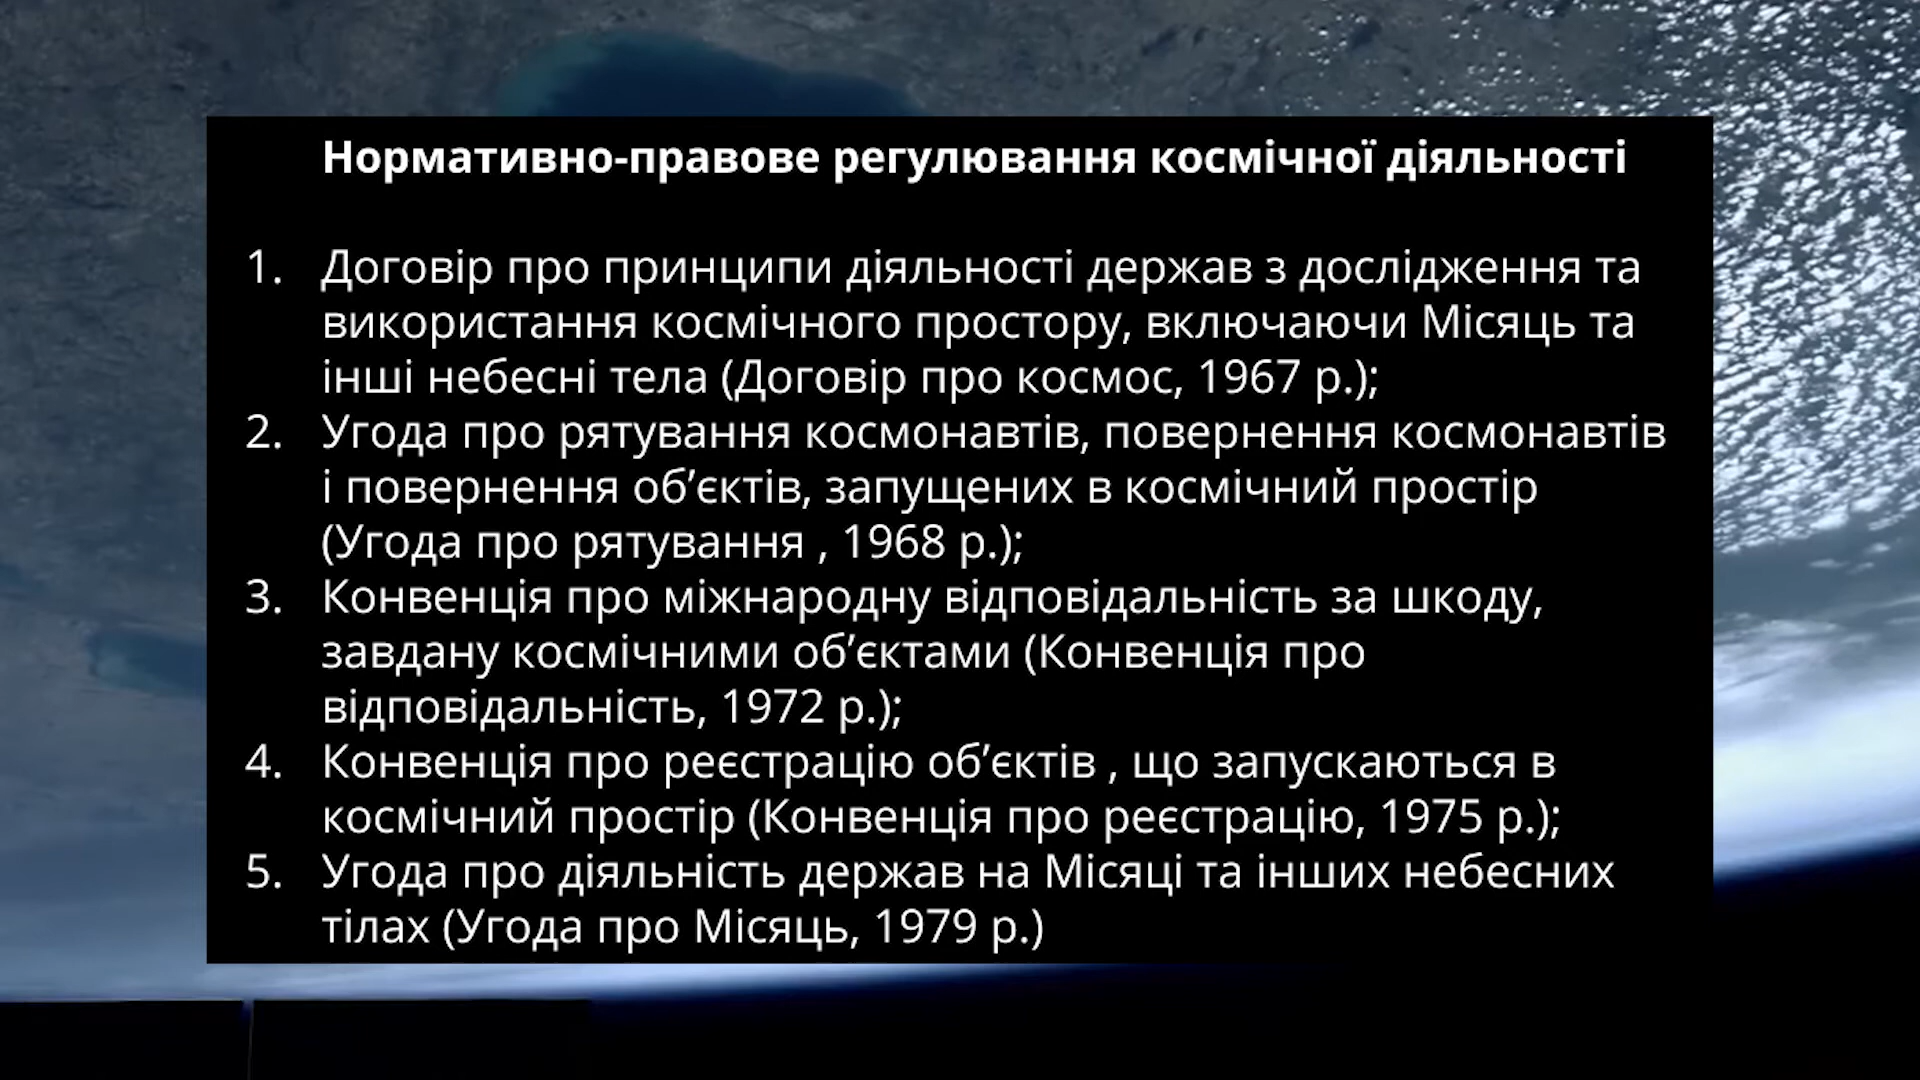 Нормативно-правове регулювання космічної діяльності
1. Договір про принципи діяльності держав з дослідження та
використання космічного простору, включаючи Місяць та
інші небесні тела (Договір про космос, 1967 р.);
2. Угода про рятування космонавтів, повернення космонавтів
і повернення об’єктів, запущених в космічний простір
(Угода про рятування , 1968 р.);
3. Конвенція про міжнародну відповідальність за шкоду,
завдану космічними об’єктами (Конвенція про
відповідальність, 1972 р.);
4. Конвенція про реєстрацію об’єктів , що запускаються в
космічний простір (Конвенція про реєстрацію, 1975 р.);
5. Угода про діяльність держав на Місяці та інших небесних
тілах (Угода про Місяць, 1979 р.)